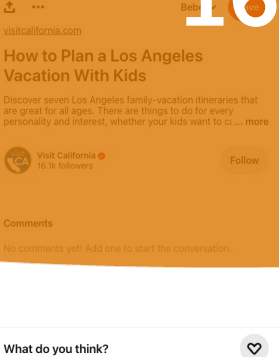 16
visitcalifornia.com
How to Plan a Los Angeles
Vacation With Kids
Discover seven Los Angeles family-vacation itineraries that
are great for all ages. There are things to do for every
personality and interest, whether your kids want to ... more
CA
Visit California
16.1k followers
Follow
Comments
No comments yet! Add one to start the conversation.
What do you think?